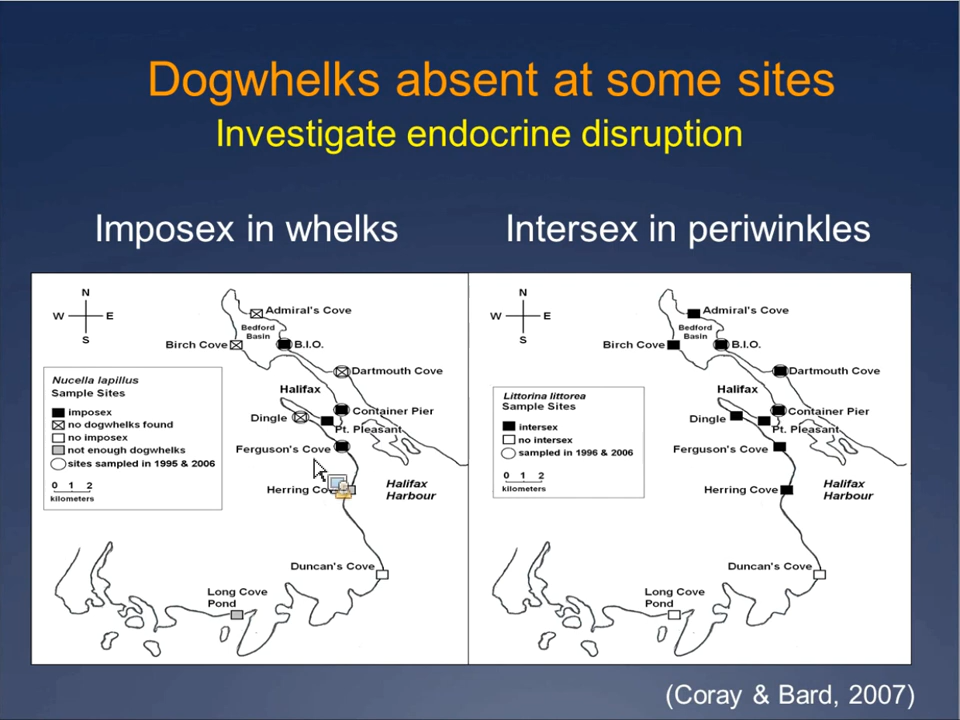 Dogwhelks absent at some sites
Investigate endocrine disruption
Imposex in whelks
Intersex in periwinkles
N
W
E
S
Admiral's Cove
Bedford
Basin
Birch Cove
B.I.O.
Dartmouth Cove
Nucella lapillus
Sample Sites
imposex
no dogwhelks found
no imposex
not enough dogwhelks
sites sampled in 1995 & 2006
0 1 2
kilometers
Halifax
Container Pier
Dingle
Pt. Pleasant
Ferguson's Cove
Herring
Halifax
Harbour
Duncan's Cove
Long Cove
Pond
N
W
E
S
Admiral's Cove
Bedford
Basin
Birch Cove
B.I.O.
Dartmouth Cove
Littorina littorea
Sample Sites
intersex
no intersex
sampled in 1996 & 2006
0 1 2
kilometers
Halifax
Container Pier
Dingle
Pt. Pleasant
Ferguson's Cove
Herring Cove
Halifax
Harbour
Duncan's Cove
Long Cove
Pond
(Coray & Bard, 2007)